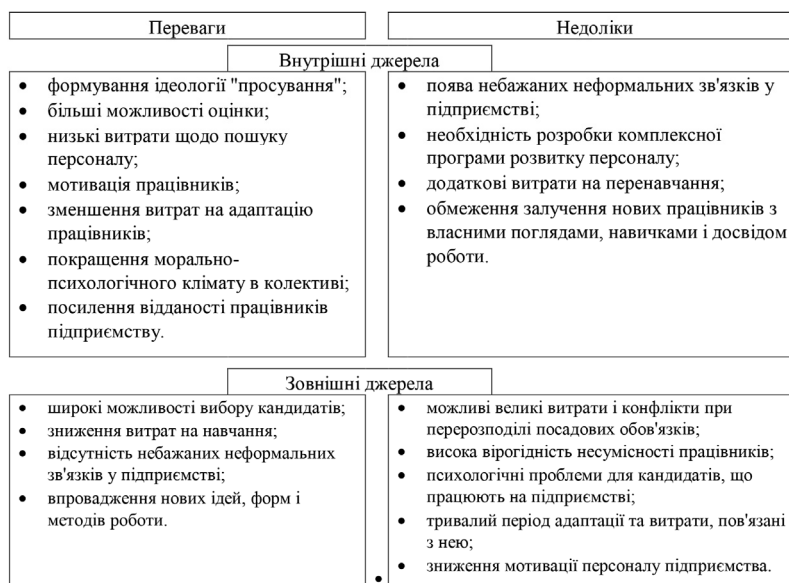 Переваги
Недоліки
Внутрішні джерела
• формування ідеології "просування";
• більші можливості оцінки;
• низькі витрати щодо пошуку
персоналу;
• мотивація працівників;
• зменшення витрат на адаптацію
працівників;
• покращення морально-
психологічного клімату в колективі;
• посилення відданості працівників
підприємству.
• поява небажаних неформальних зв'язків у
підприємстві;
• необхідність розробки комплексної
програми розвитку персоналу;
• додаткові витрати на перенавчання;
• обмеження залучення нових працівників з
власними поглядами, навичками і досвідом
роботи.
Зовнішні джерела
• широкі можливості вибору кандидатів;
• зниження витрат на навчання;
• відсутність небажаних неформальних
зв'язків у підприємстві;
• впровадження нових ідей, форм і
методів роботи.
• можливі великі витрати і конфлікти при
перерозподілі посадових обов'язків;
• висока вірогідність несумісності працівників;
• психологічні проблеми для кандидатів, що
працюють на підприємстві;
• тривалий період адаптації та витрати, пов'язані
з нею;
• зниження мотивації персоналу підприємства.
•